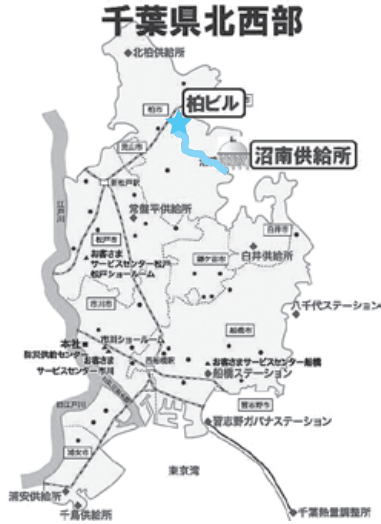 千葉県北西部
北柏供給所
柏ビル
柏市
流山市
沼南供給所
新松戸駅
江戸川
常盤平供給所
松戸市
白井市
お客さま
サービスセンター松戸
松戸ショールーム
鎌ケ谷市
白井供給所
市川市
八千代ステーション
船橋市
本社
市川ショールーム
お客さま
サービスセンター市川
西船橋駅
お客さまサービスセンター船橋
船橋ステーション
旧江戸川
習志野市
習志野ガバナステーション
浦安市
東京湾
浦安供給所
千鳥供給所
千葉熱量調整所